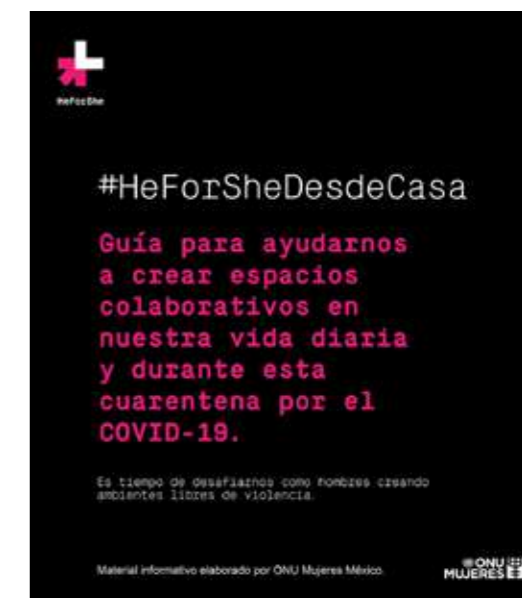 HeForShe
#HeForSheDesdeCasa
Guía para ayudarnos
a crear espacios
colaborativos en
nuestra vida diaria
y durante esta
cuarentena por el
COVID-19.
Es tiempo de desafiarnos como hombres creando
ambientes libres de violencia.
Material informativo elaborado por ONU Mujeres México.
ONU
MUJERES